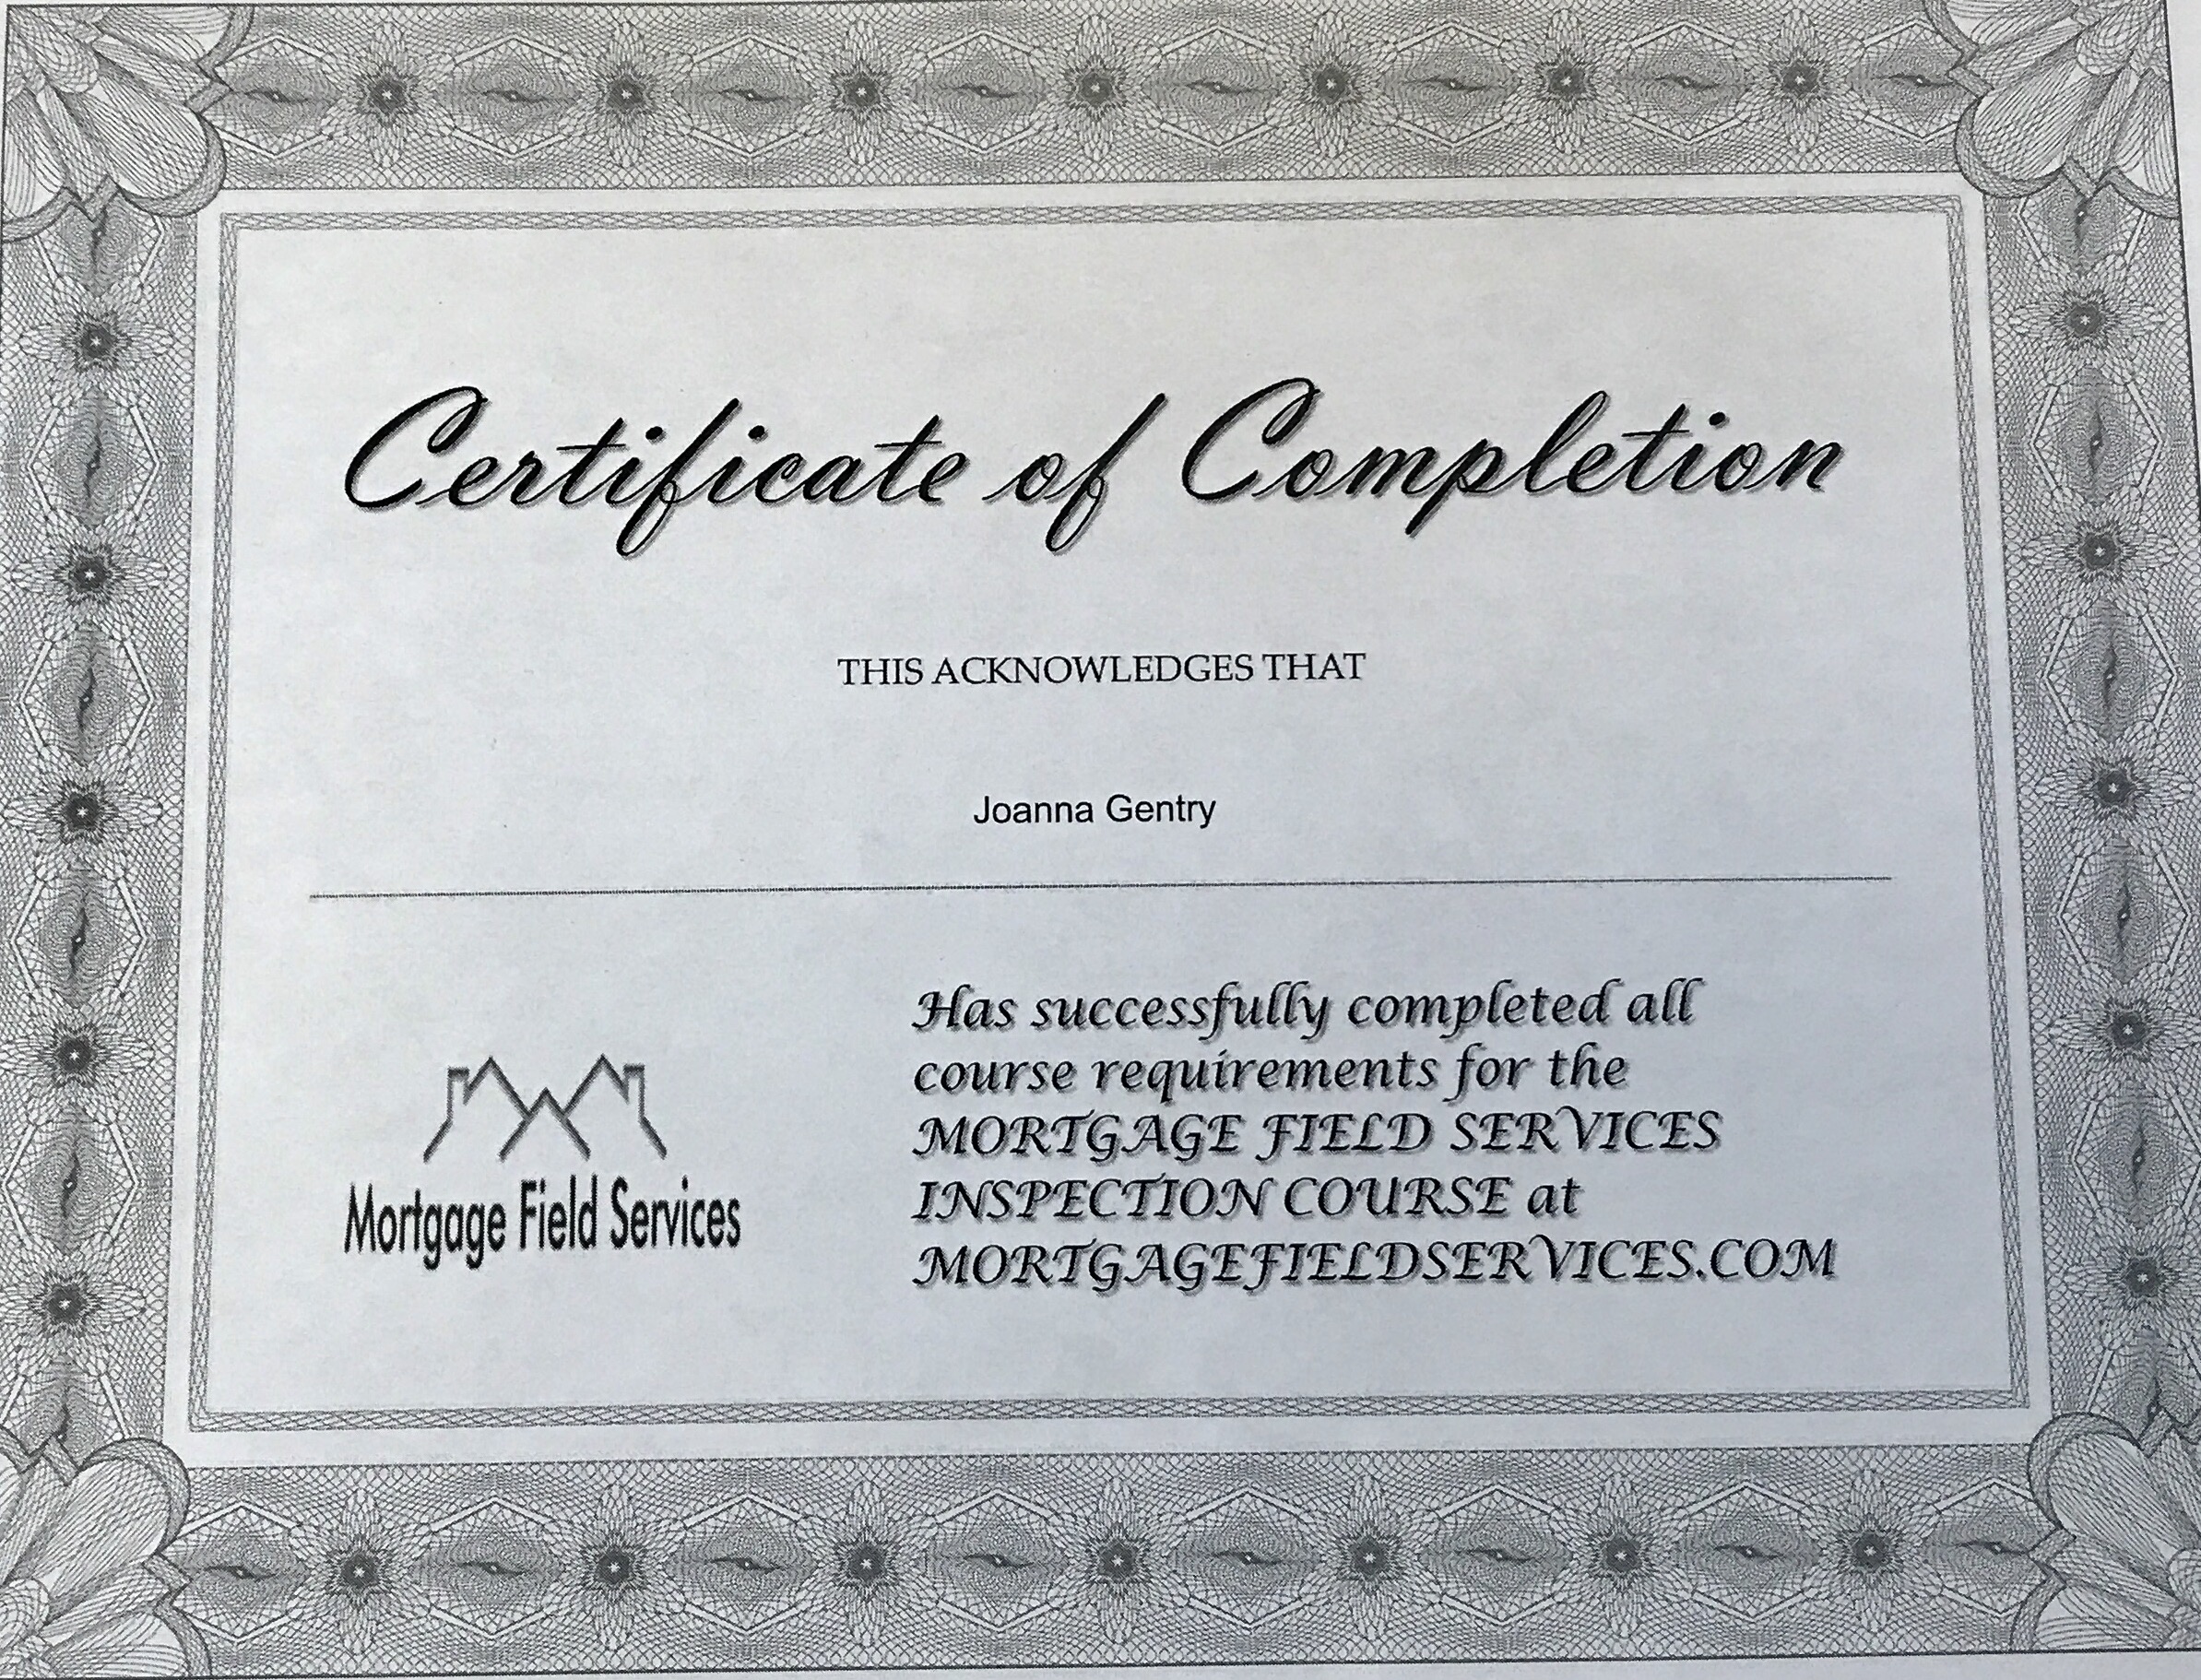 Certificate of Completion
THIS ACKNOWLEDGES THAT
Joanna Gentry
Mortgage Field Services
Has successfully completed all
course requirements for the
MORTGAGE FIELD SERVICES
INSPECTION COURSE at
MORTGAGEFIELDSERVICES.COM